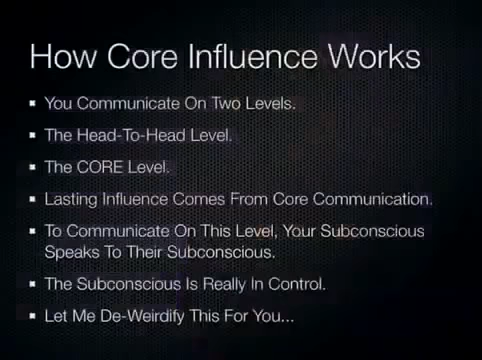 How Core Influence Works
You Communicate On Two Levels.
The Head-To-Head Level.
The CORE Level.
Lasting Influence Comes From Core Communication.
To Communicate On This Level, Your Subconscious
Speaks To Their Subconscious.
The Subconscious Is Really In Control.
Let Me De-Weirdify This For You...